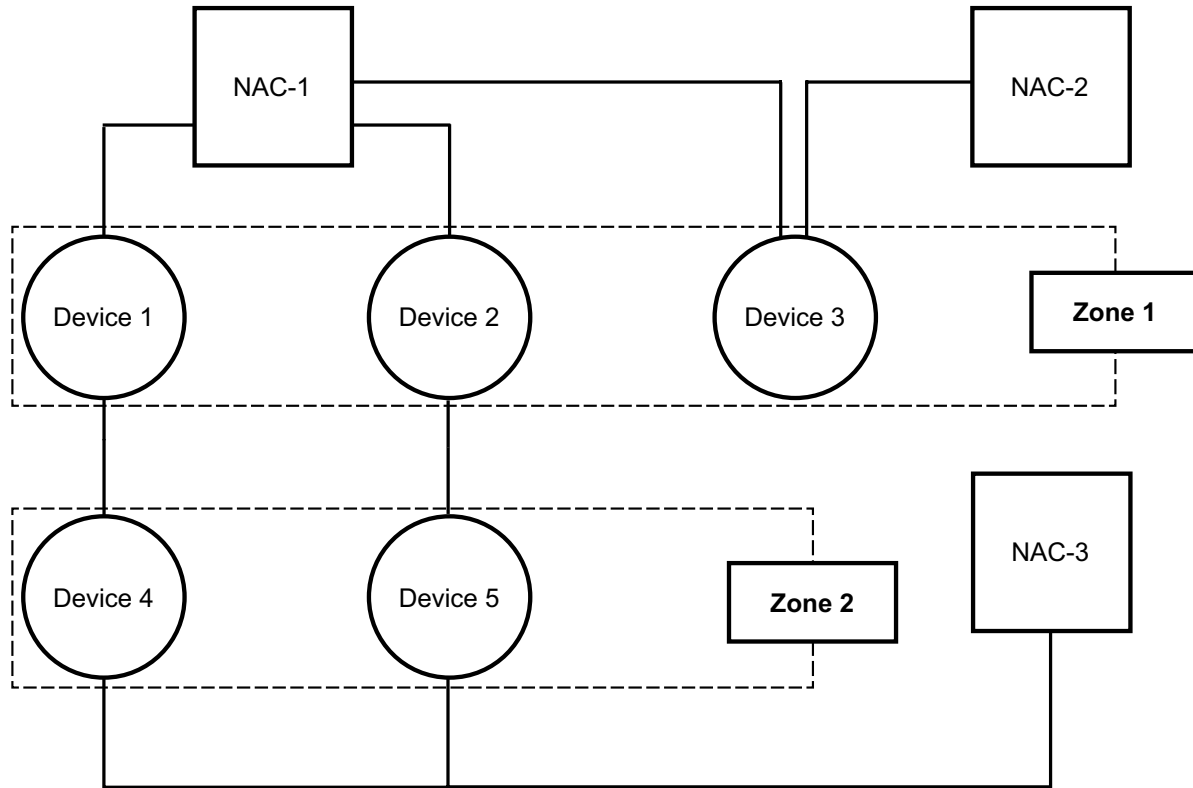 NAC-1
NAC-2
Device 1
Device 2
Device 3
Zone 1
Device 4
Device 5
Zone 2
NAC-3